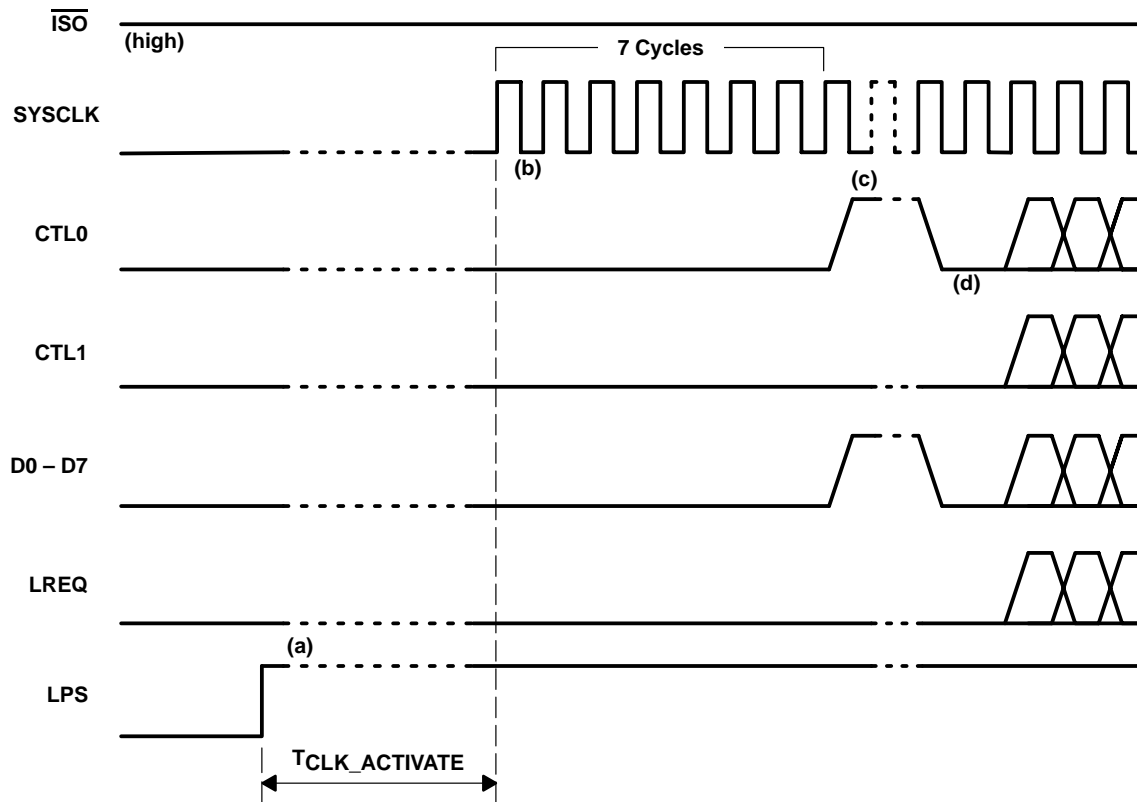 ISO
(high)
7 Cycles
SYSCLK
(b)
(c)
CTL0
(d)
CTL1
D0 – D7
LREQ
(a)
LPS
TCLK_ACTIVATE